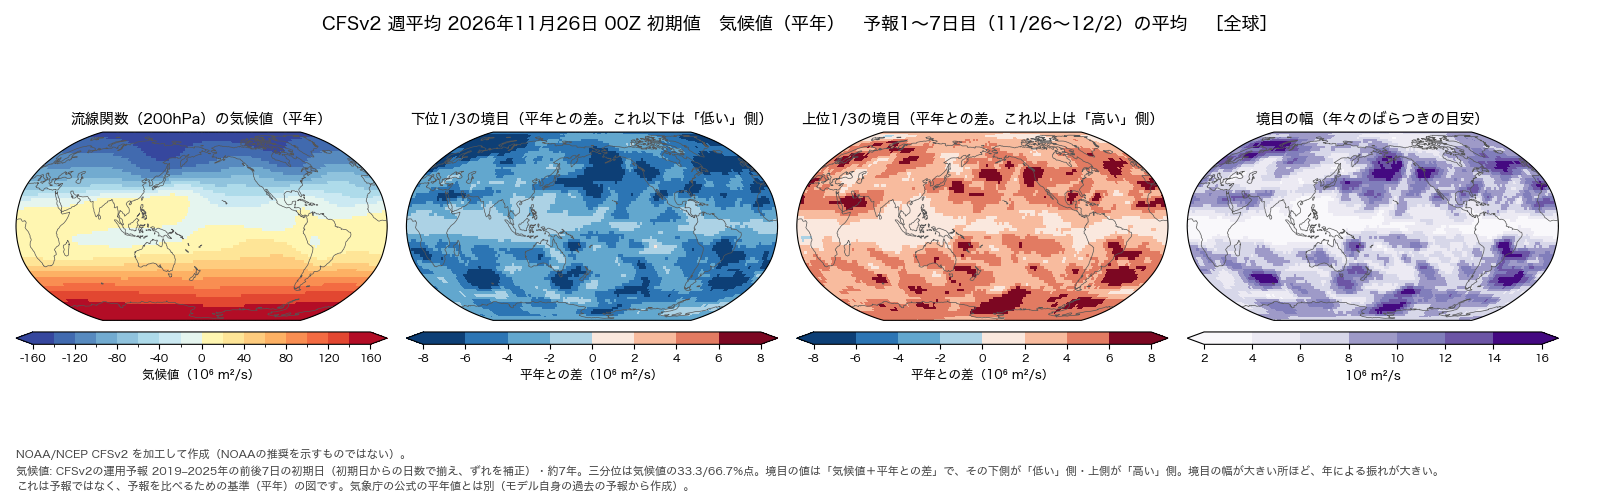 CFSv2 週平均 2026年11月26日 00Z 初期値　気候値（平年）　予報1～7日目（11/26～12/2）の平均　［全球］
流線関数（200hPa）の気候値（平年）
下位1/3の境目（平年との差。これ以下は「低い」側）
上位1/3の境目（平年との差。これ以上は「高い」側）
境目の幅（年々のばらつきの目安）
-160 -120 -80 -40 0 40 80 120 160
-8 -6 -4 -2 0 2 4 6 8
-8 -6 -4 -2 0 2 4 6 8
2 4 6 8 10 12 14 16
気候値（10⁶ m²/s）
平年との差（10⁶ m²/s）
平年との差（10⁶ m²/s）
10⁶ m²/s
NOAA/NCEP CFSv2 を加工して作成（NOAAの推奨を示すものではない）。
気候値: CFSv2の運用予報 2019–2025年の前後7日の初期日（初期日からの日数で揃え、ずれを補正）・約7年。三分位は気候値の33.3/66.7%点。境目の値は「気候値＋平年との差」で、その下側が「低い」側・上側が「高い」側。境目の幅が大きい所ほど、年による振れが大きい。
これは予報ではなく、予報を比べるための基準（平年）の図です。気象庁の公式の平年値とは別（モデル自身の過去の予報から作成）。